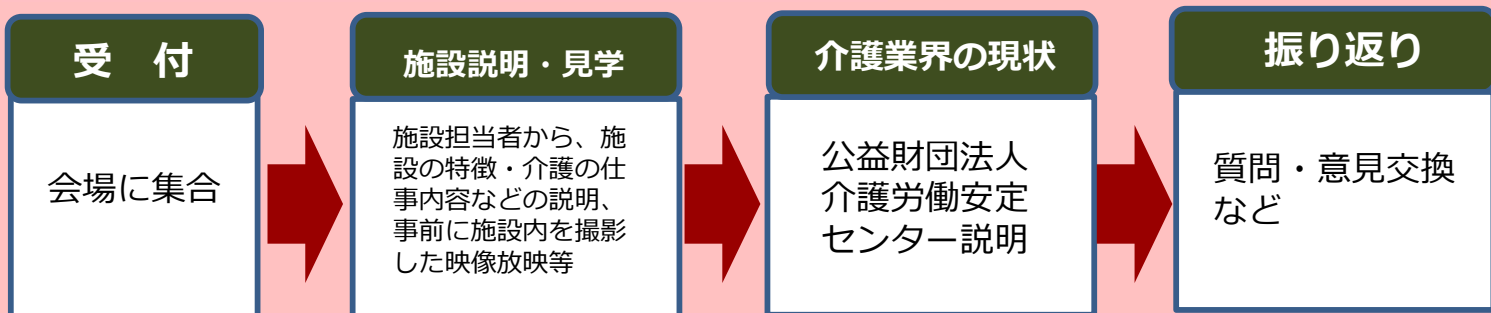 受　付
会場に集合
施設説明・見学
施設担当者から、施
設の特徴・介護の仕
事内容などの説明、
事前に施設内を撮影
した映像放映等
介護業界の現状
公益財団法人
介護労働安定
センター説明
振り返り
質問・意見交換
など